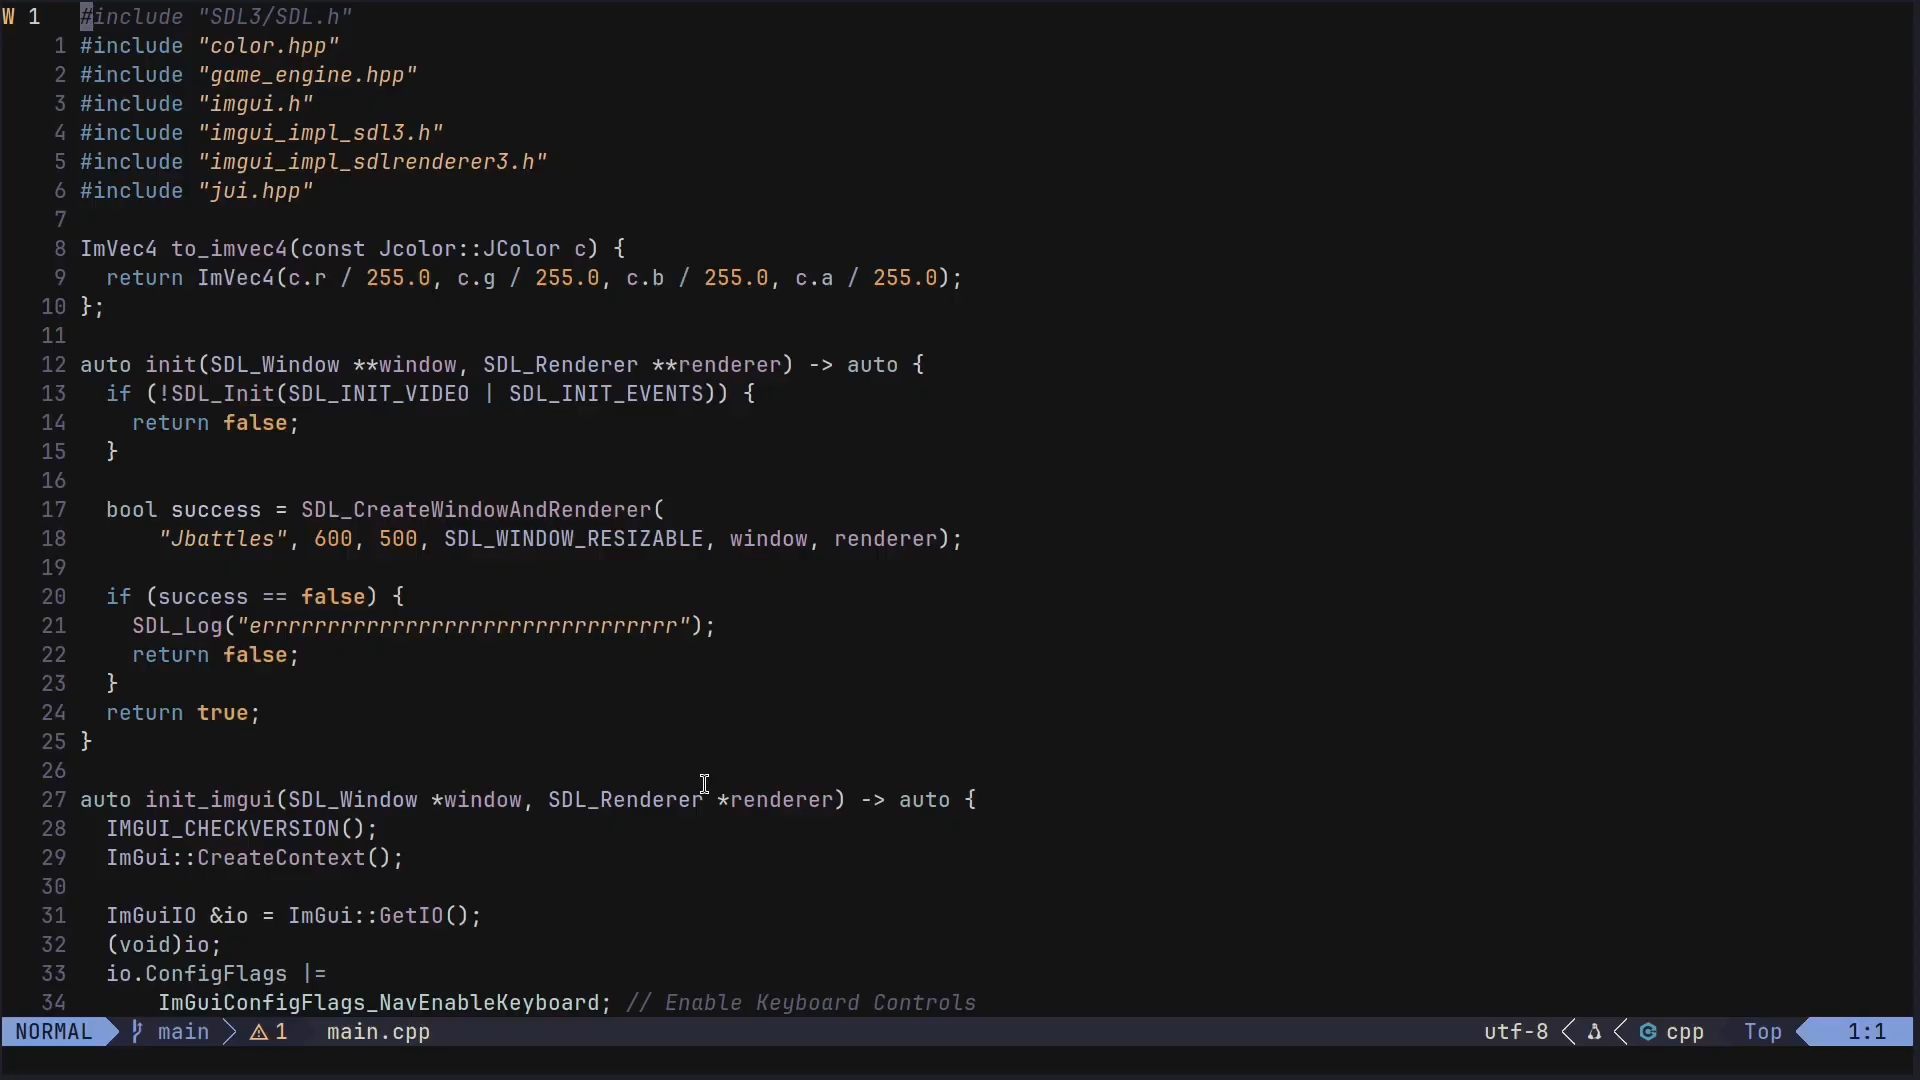 W 1 #include "SDL3/SDL.h"
1 #include "color.hpp"
2 #include "game_engine.hpp"
3 #include "imgui.h"
4 #include "imgui_impl_sdl3.h"
5 #include "imgui_impl_sdlrenderer3.h"
6 #include "jui.hpp"
7
8 ImVec4 to_imvec4(const Jcolor::JColor c) {
9   return ImVec4(c.r / 255.0, c.g / 255.0, c.b / 255.0, c.a / 255.0);
10 };
11
12 auto init(SDL_Window **window, SDL_Renderer **renderer) -> auto {
13   if (!SDL_Init(SDL_INIT_VIDEO | SDL_INIT_EVENTS)) {
14     return false;
15   }
16
17   bool success = SDL_CreateWindowAndRenderer(
18       "Jbattles", 600, 500, SDL_WINDOW_RESIZABLE, window, renderer);
19
20   if (success == false) {
21     SDL_Log("errrrrrrrrrrrrrrrrrrrrrrrrrrrrrrr");
22     return false;
23   }
24   return true;
25 }
26
27 auto init_imgui(SDL_Window *window, SDL_Renderer *renderer) -> auto {
28   IMGUI_CHECKVERSION();
29   ImGui::CreateContext();
30
31   ImGuiIO &io = ImGui::GetIO();
32   (void)io;
33   io.ConfigFlags |=
34       ImGuiConfigFlags_NavEnableKeyboard; // Enable Keyboard Controls
NORMAL main 1 main.cpp utf-8 cpp Top 1:1